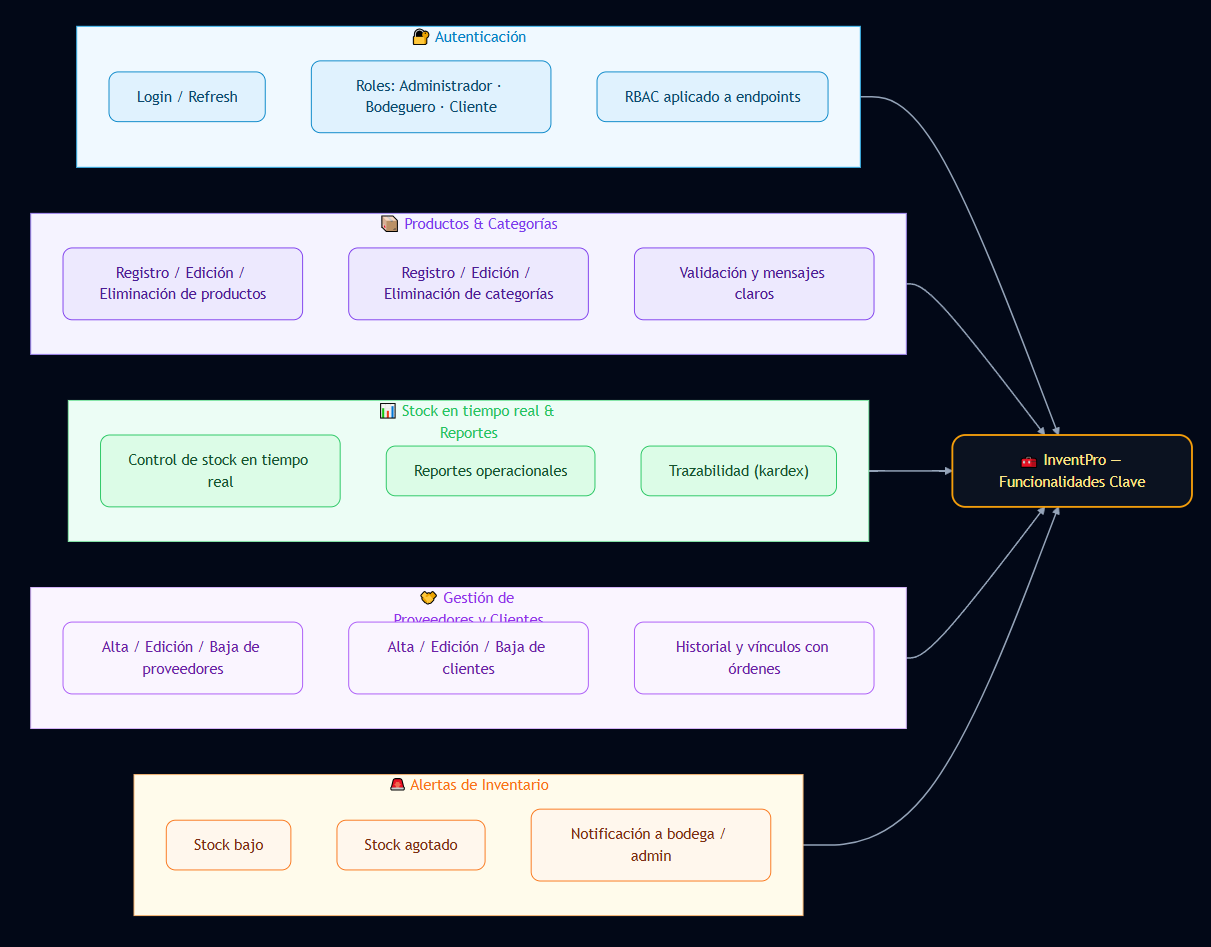 🔐 Autenticación
Login / Refresh
Roles: Administrador ·
Bodeguero · Cliente
RBAC aplicado a endpoints
📦 Productos & Categorías
Registro / Edición /
Eliminación de productos
Registro / Edición /
Eliminación de categorías
Validación y mensajes
claros
📊 Stock en tiempo real &
Reportes
Control de stock en tiempo
real
Reportes operacionales
Trazabilidad (kardex)
🧰 InventPro —
Funcionalidades Clave
🤝 Gestión de
Proveedores y Clientes
Alta / Edición / Baja de
proveedores
Alta / Edición / Baja de
clientes
Historial y vínculos con
órdenes
🚨 Alertas de Inventario
Stock bajo
Stock agotado
Notificación a bodega /
admin